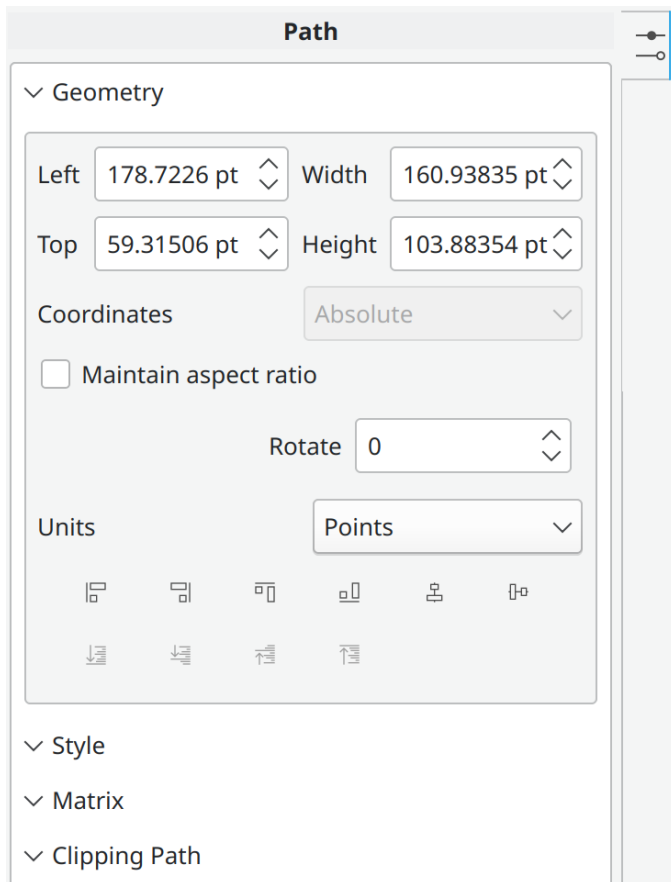 Path
Geometry
Left 178.7226 pt Width 160.93835 pt
Top 59.31506 pt Height 103.88354 pt
Coordinates Absolute
Maintain aspect ratio
Rotate 0
Units Points
Style
Matrix
Clipping Path